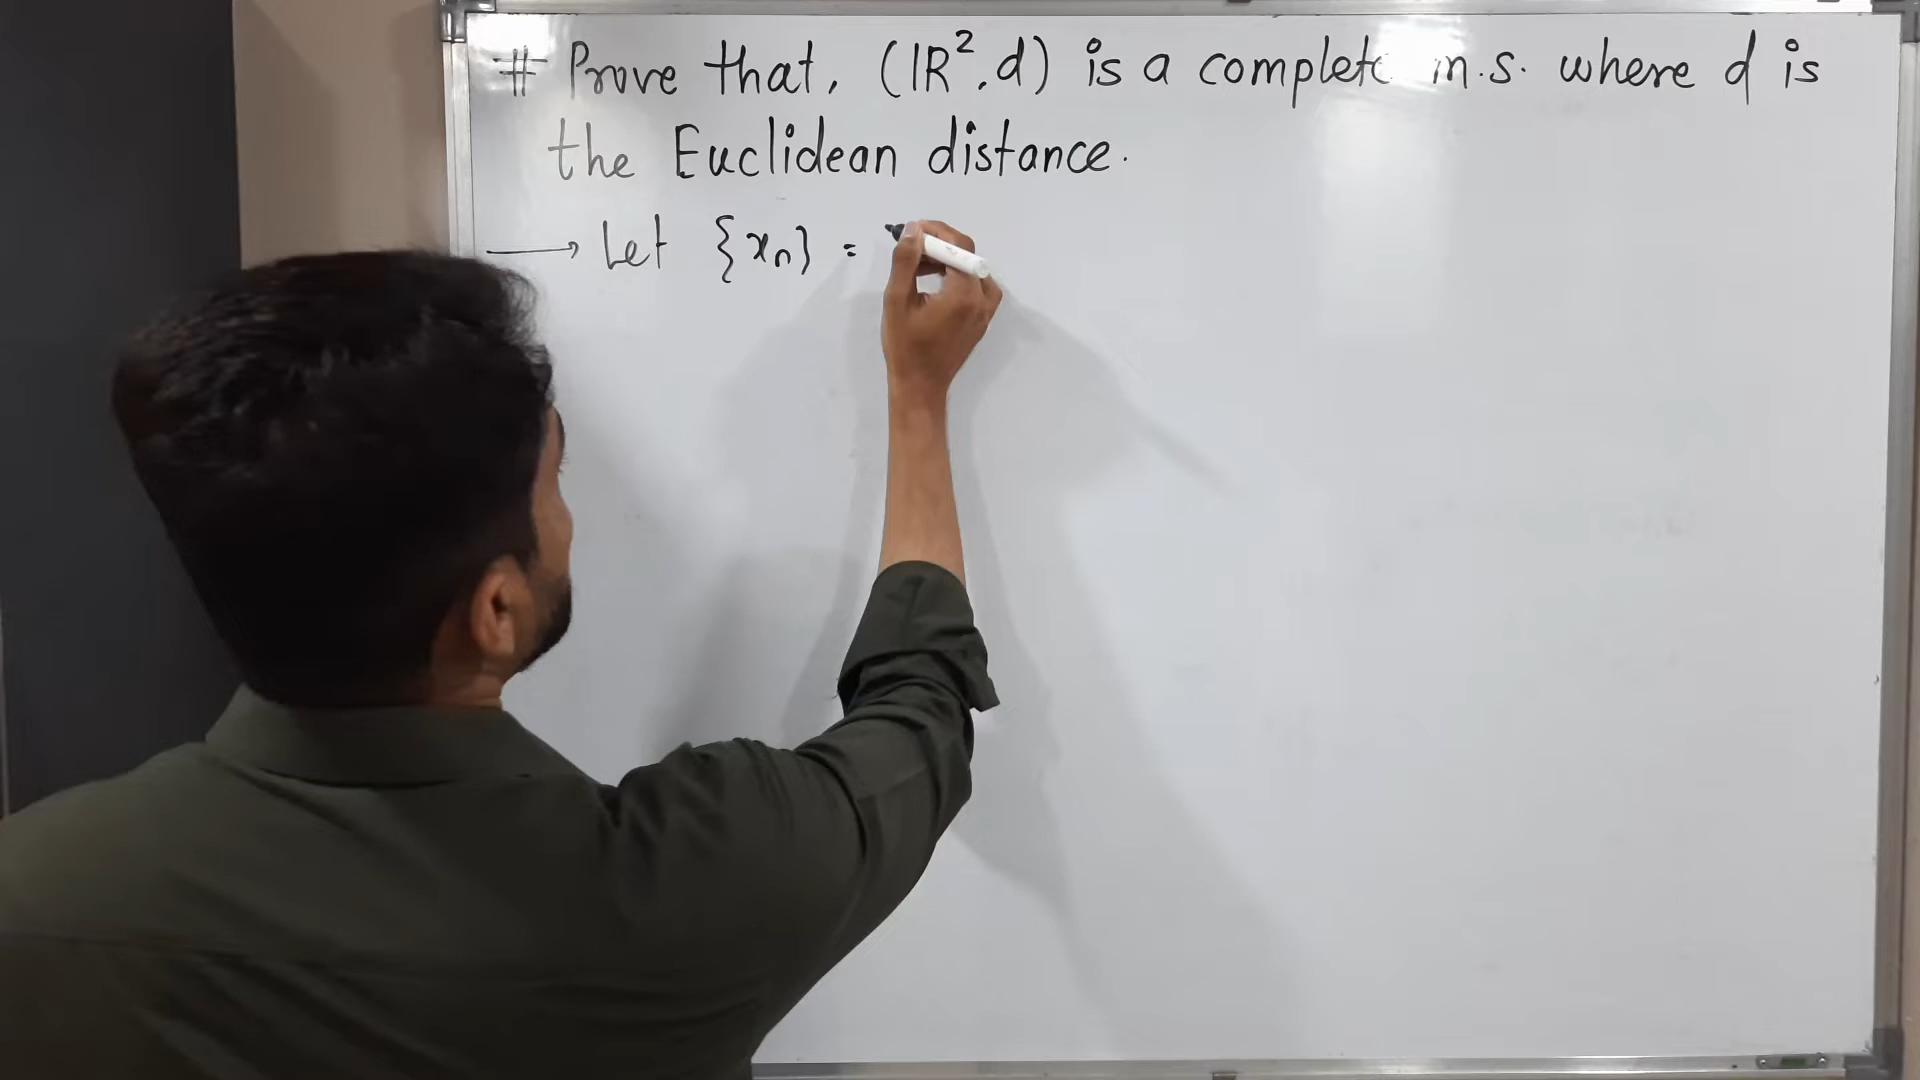 # Prove that, (IR², d) is a complete m.s. where d is
the Euclidean distance.
⟶ Let {xn} =